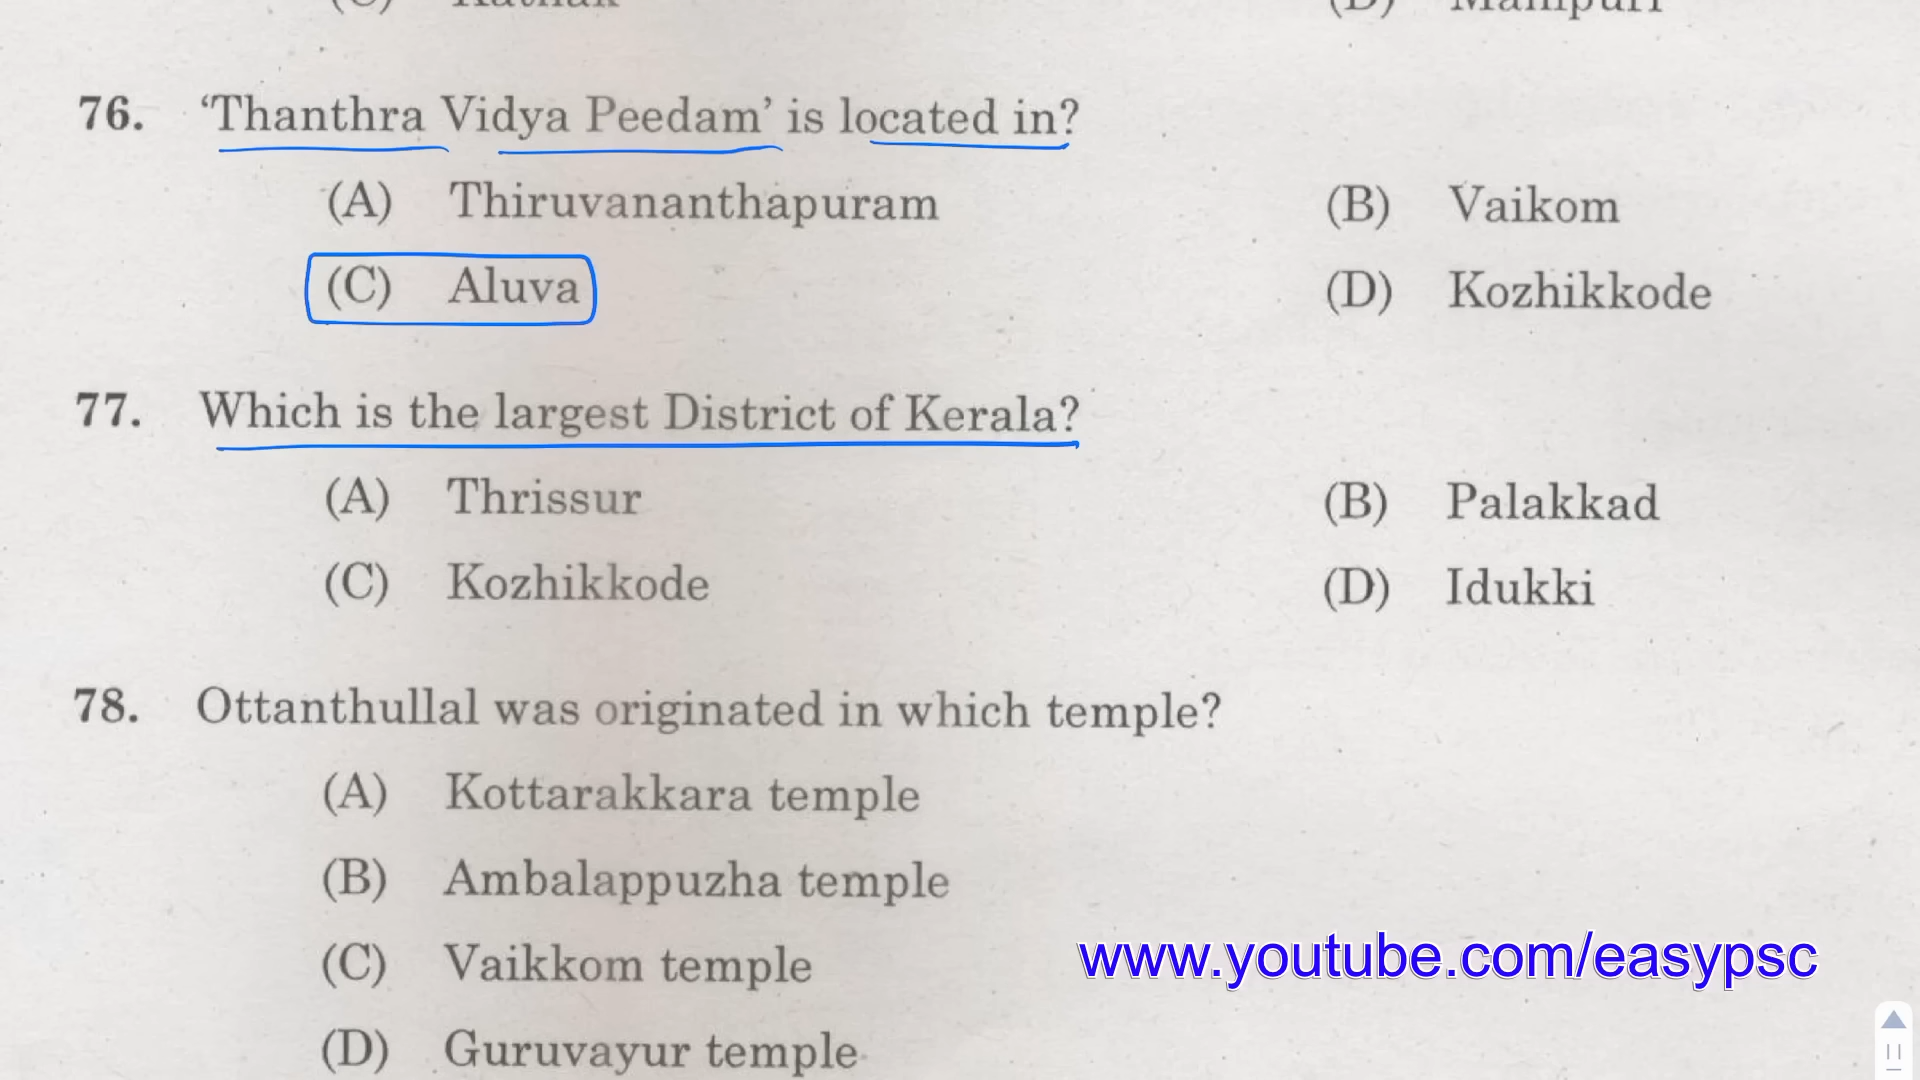 (C) Kathak (D) Manipuri
76. ‘Thanthra Vidya Peedam’ is located in?
(A) Thiruvananthapuram (B) Vaikom
(C) Aluva (D) Kozhikkode
77. Which is the largest District of Kerala?
(A) Thrissur (B) Palakkad
(C) Kozhikkode (D) Idukki
78. Ottanthullal was originated in which temple?
(A) Kottarakkara temple
(B) Ambalappuzha temple
(C) Vaikkom temple
www.youtube.com/easypsc
(D) Guruvayur temple